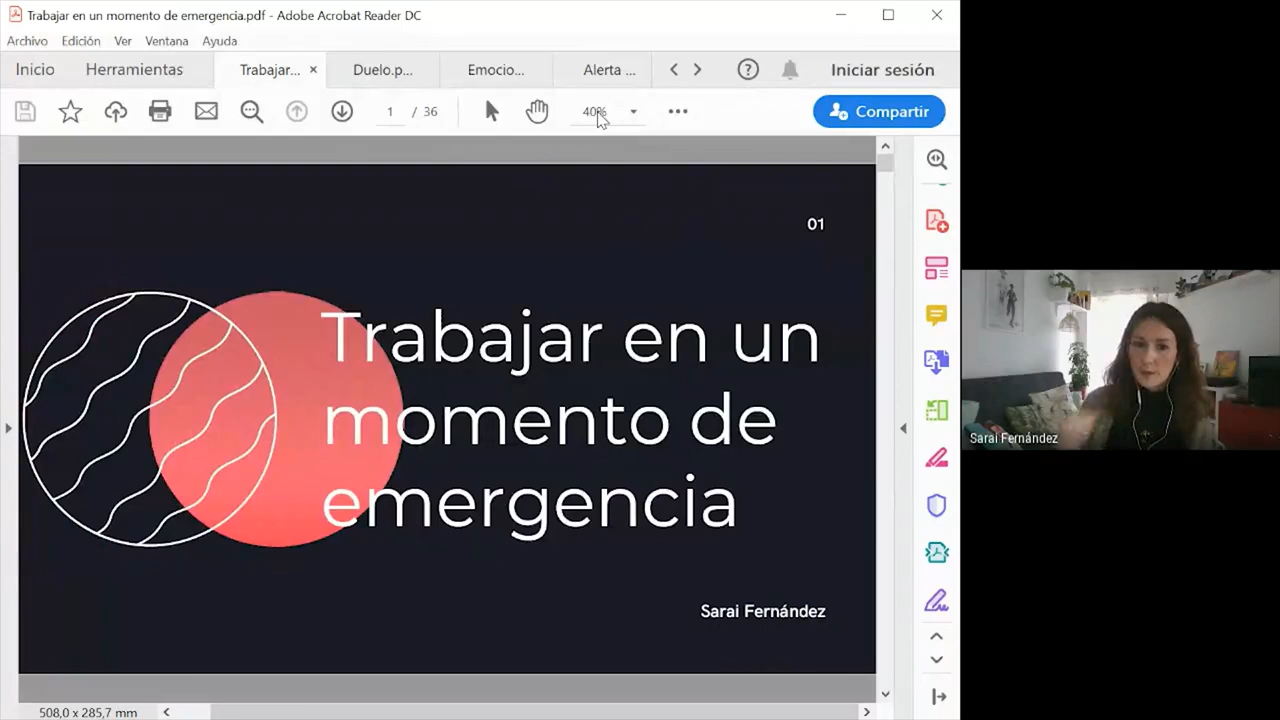 Trabajar en un momento de emergencia.pdf - Adobe Acrobat Reader DC
Archivo Edición Ver Ventana Ayuda
Inicio Herramientas Trabajar... × Duelo.p... Emocio... Alerta ... Iniciar sesión
1 / 36 40% Compartir
01
Trabajar en un
momento de
emergencia
Sarai Fernández
Sarai Fernández
508,0 x 285,7 mm